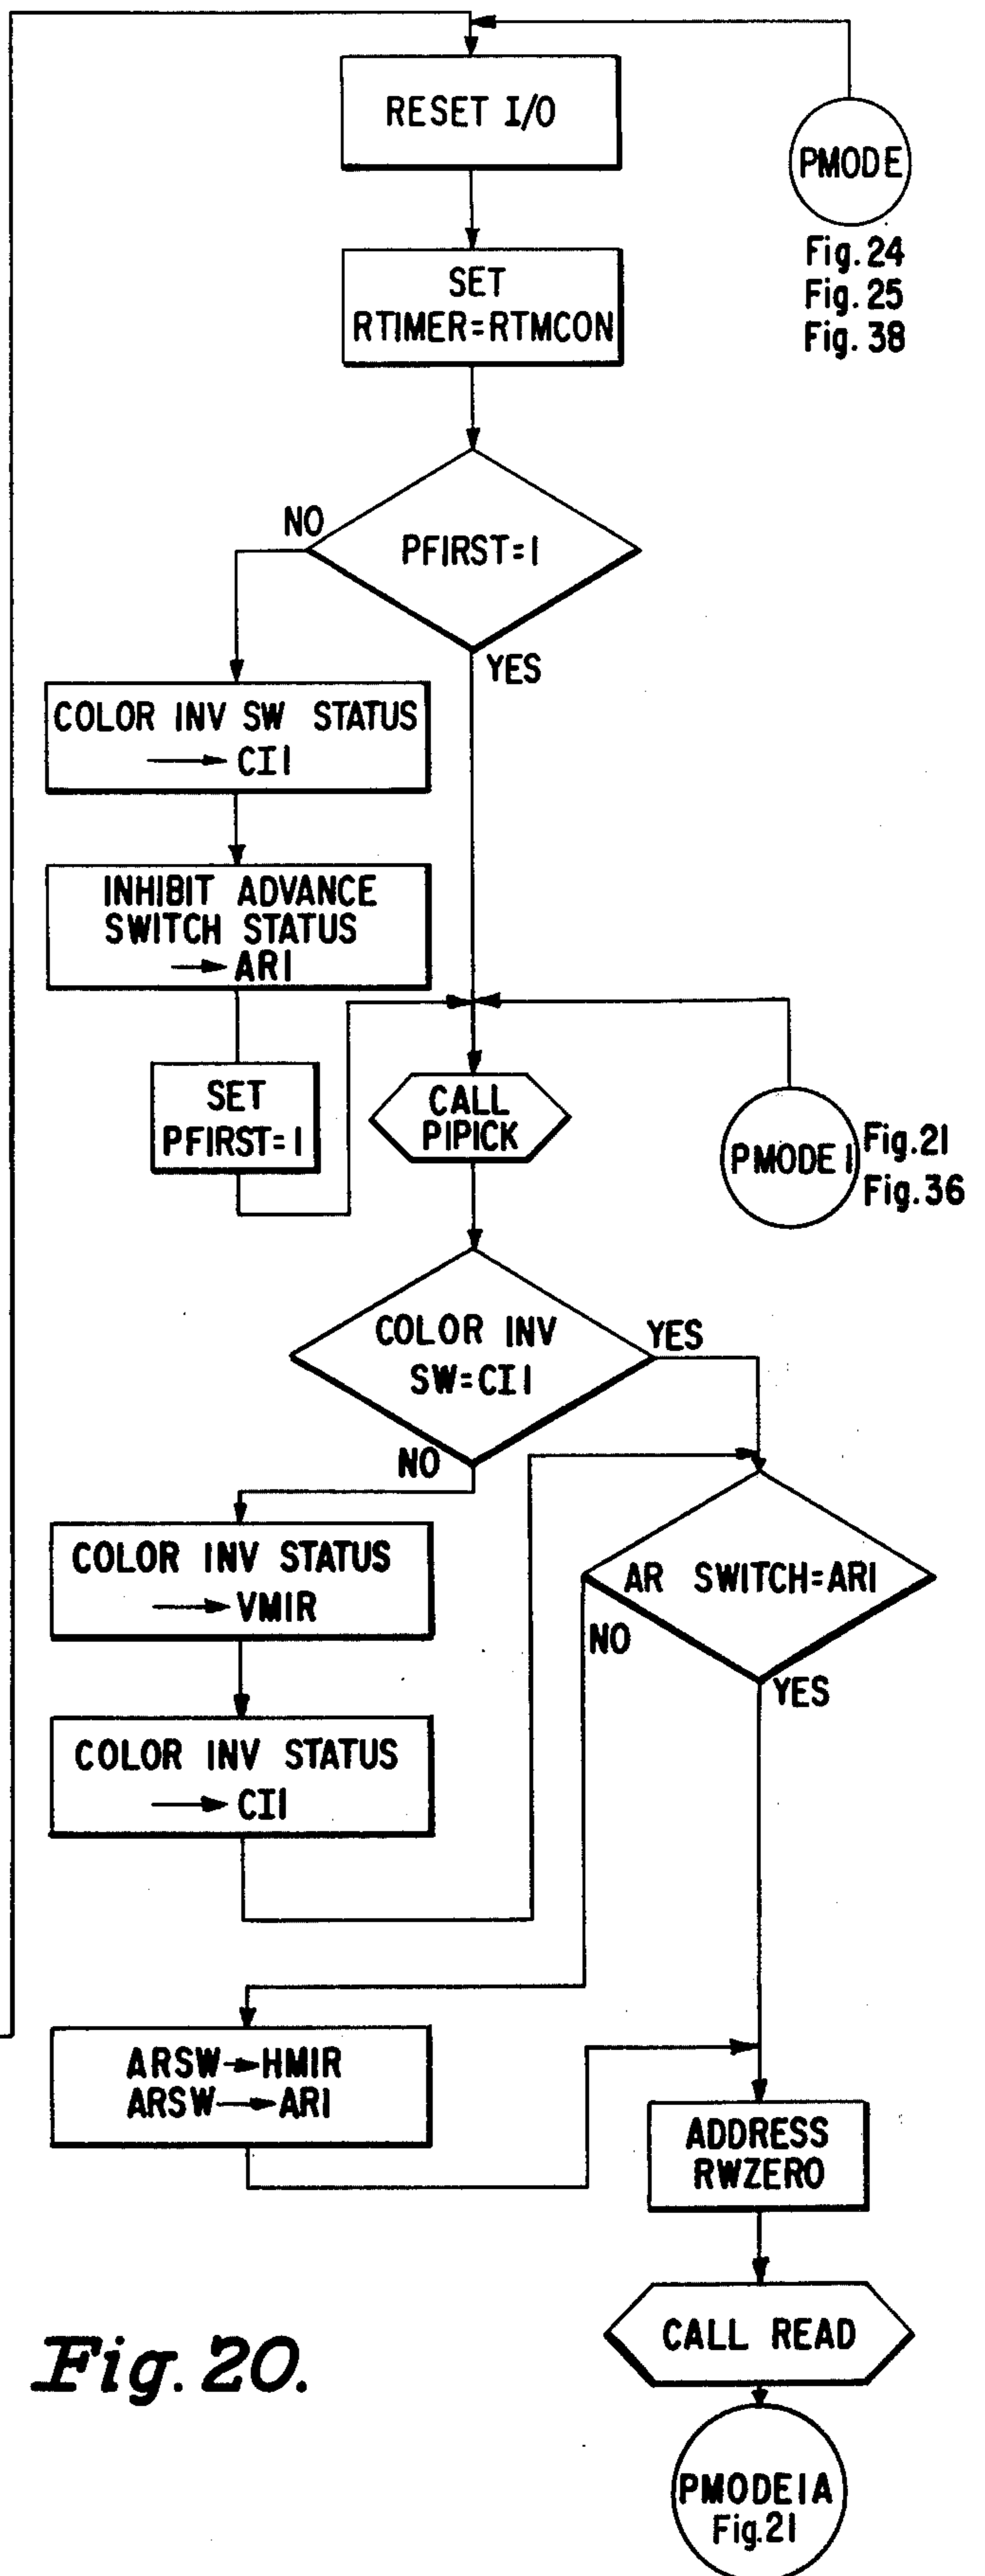 RESET I/O
PMODE
Fig. 24
Fig. 25
Fig. 38
SET
RTIMER=RTMCON
NO
PFIRST=1
YES
COLOR INV SW STATUS
→ CI1
INHIBIT ADVANCE
SWITCH STATUS
→ AR1
SET
PFIRST=1
CALL
PIPICK
PMODE 1
Fig. 21
Fig. 36
COLOR INV
SW=CI1
YES
NO
COLOR INV STATUS
→ VMIR
AR SWITCH=AR1
NO
YES
COLOR INV STATUS
→ CI1
ARSW→HMIR
ARSW→AR1
ADDRESS
RWZERO
CALL READ
PMODE1A
Fig. 21
Fig. 20.